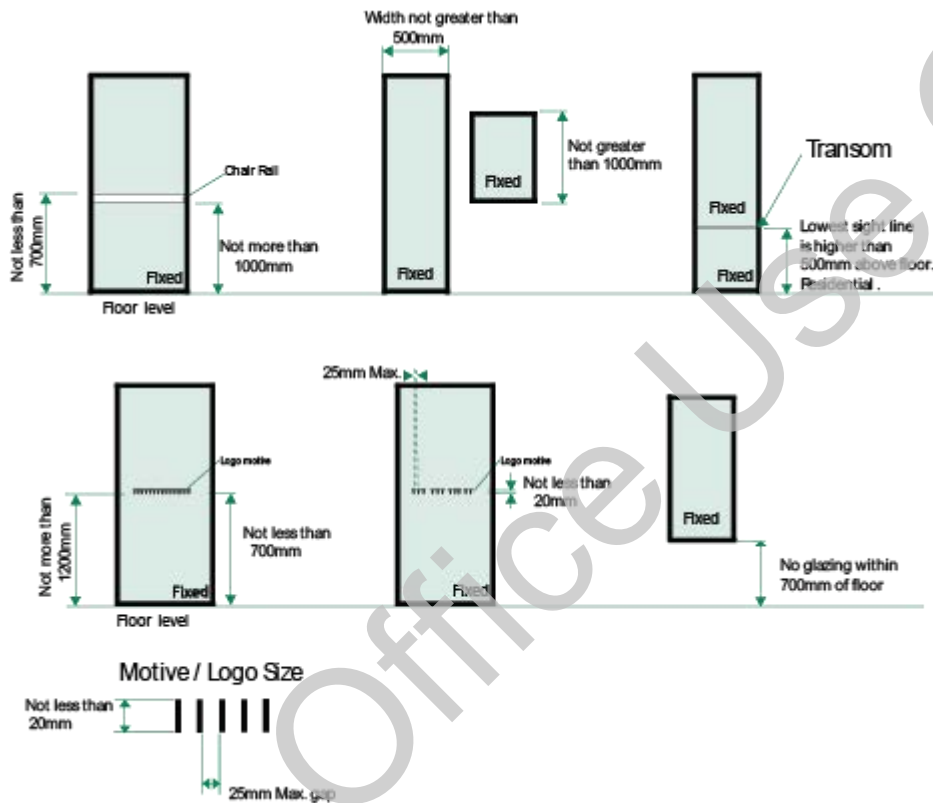 Width not greater than
500mm
Chair Rail
Not less than
700mm
Not more than
1000mm
Fixed
Floor level
Fixed
Fixed
Not greater
than 1000mm
Transom
Fixed
Fixed
Lowest sight line
is higher than
500mm above floor.
Residential .
25mm Max.
Logo motive
Not more than
1200mm
Not less than
700mm
Fixed
Floor level
Logo motive
Not less than
20mm
Fixed
Fixed
No glazing within
700mm of floor
Motive / Logo Size
Not less than
20mm
25mm Max. gap
Office Use